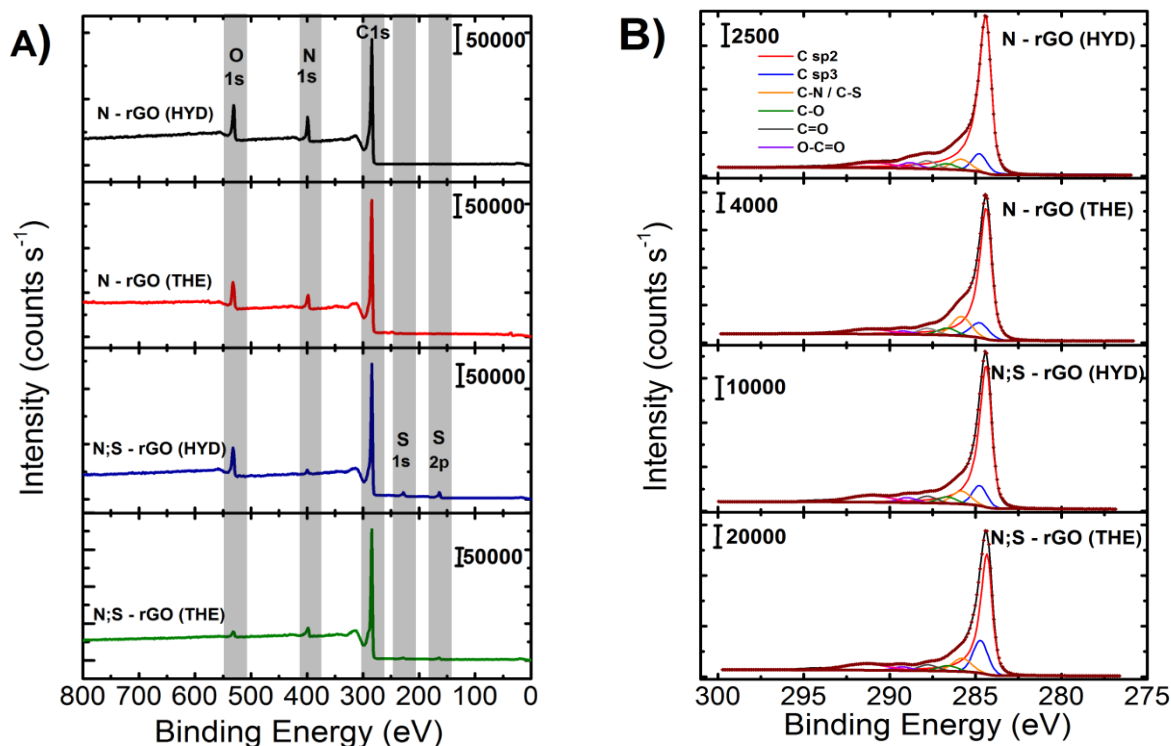 A)
50000
O
1s
N
1s
C1s
N - rGO (HYD)
50000
N - rGO (THE)
50000
N;S - rGO (HYD)
S
1s
S
2p
50000
N;S - rGO (THE)
Intensity (counts s⁻¹)
800 700 600 500 400 300 200 100 0
Binding Energy (eV)
B)
2500
N - rGO (HYD)
C sp2
C sp3
C-N / C-S
C-O
C=O
O-C=O
4000
N - rGO (THE)
10000
N;S - rGO (HYD)
20000
N;S - rGO (THE)
Intensity (counts s⁻¹)
300 295 290 285 280 275
Binding Energy (eV)